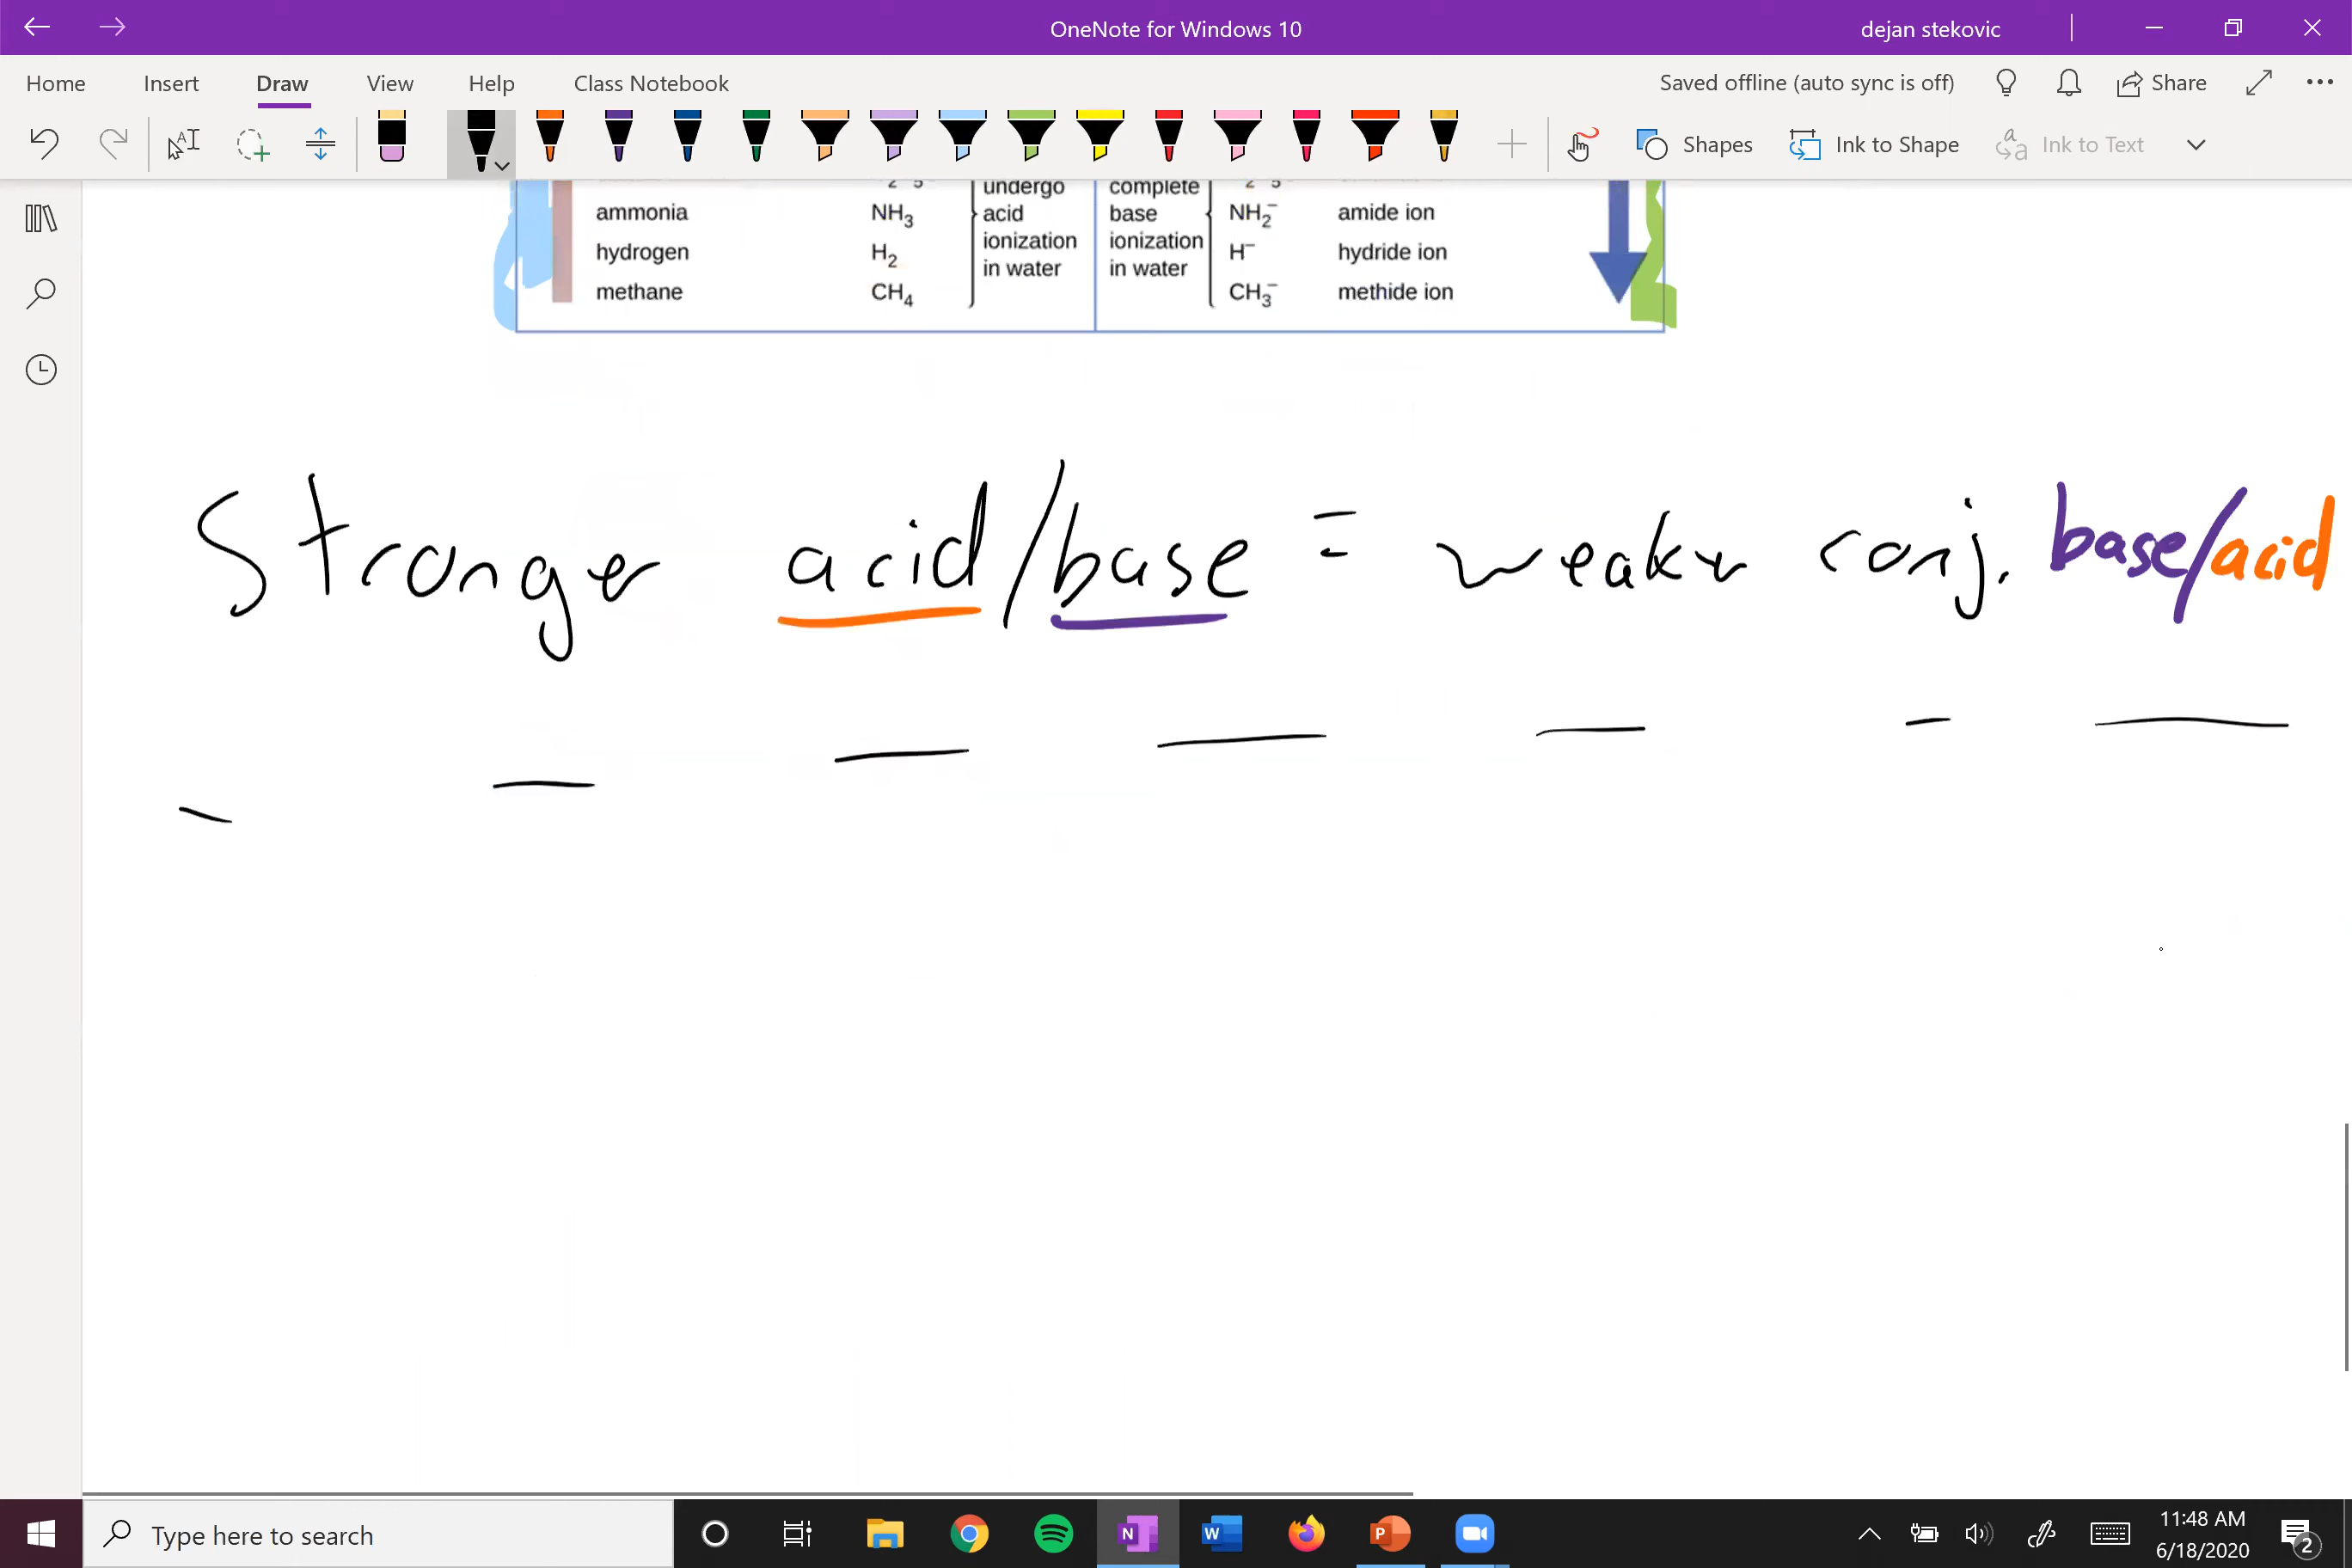 OneNote for Windows 10
dejan stekovic
Home Insert Draw View Help Class Notebook
Saved offline (auto sync is off) Share
Shapes Ink to Shape Ink to Text
undergo complete
ammonia NH₃ acid base NH₂⁻ amide ion
hydrogen H₂ ionization ionization H⁻ hydride ion
in water in water
methane CH₄ CH₃⁻ methide ion
Stronger acid/base = weaker conj. base/acid
Type here to search
11:48 AM
6/18/2020
2